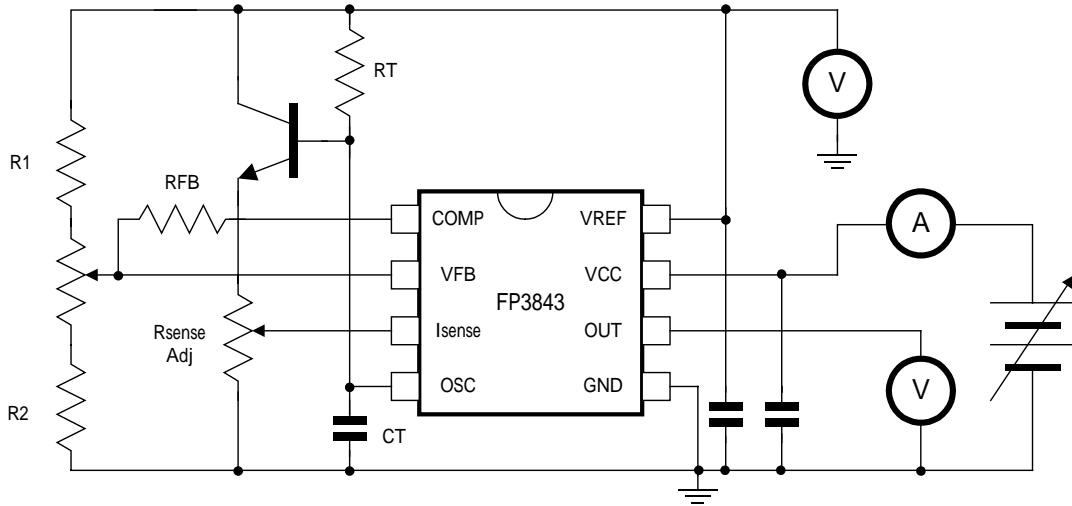 V
RT
R1
RFB
COMP
VREF
A
VFB
VCC
FP3843
Rsense
Adj
Isense
OUT
OSC
GND
V
R2
CT